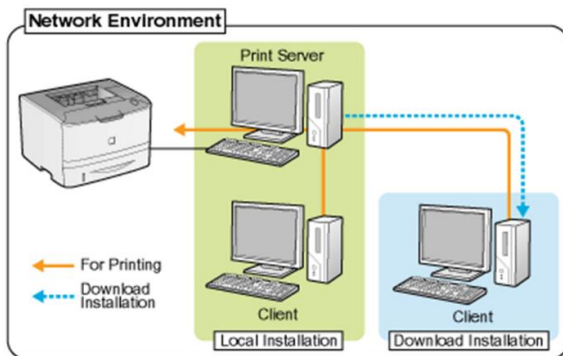 Network Environment
Print Server
For Printing
Download
Installation
Client
Client
Local Installation
Download Installation